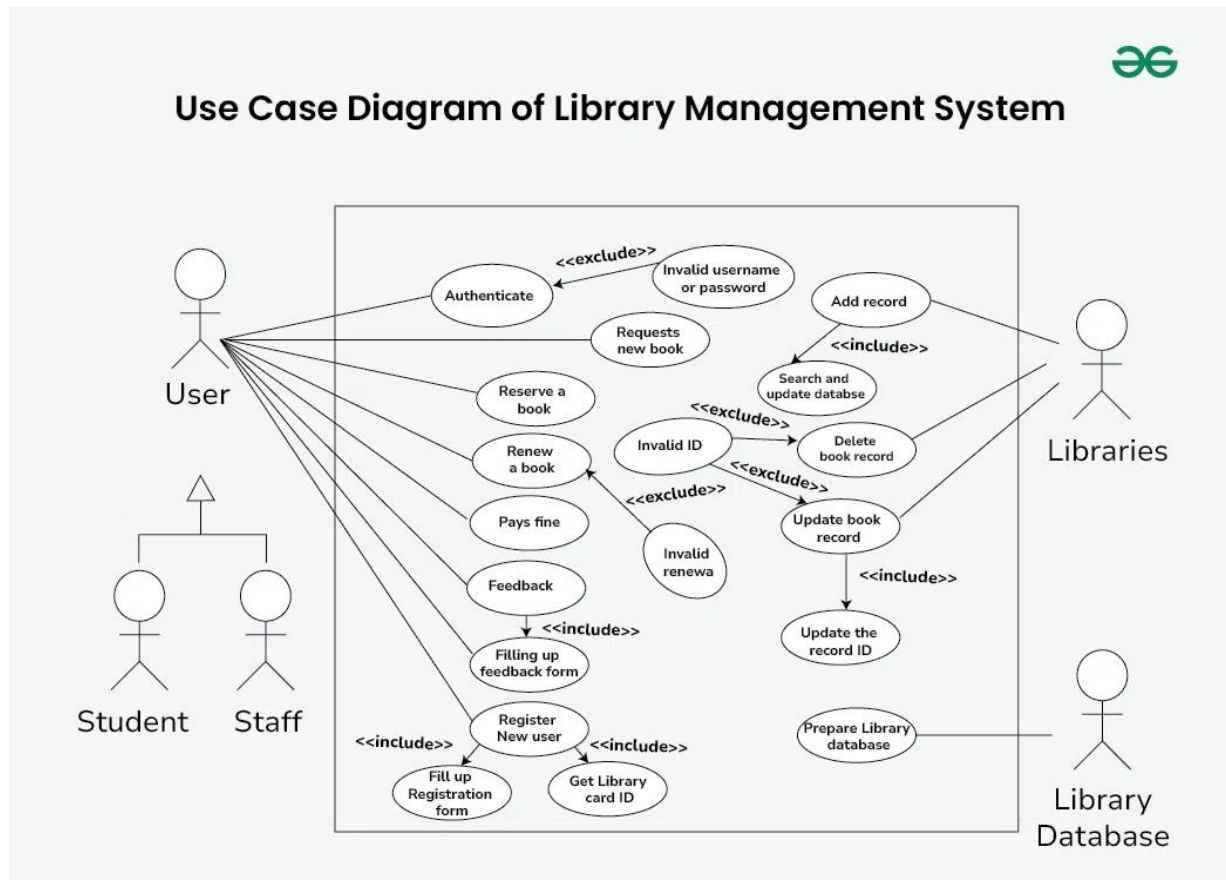 Use Case Diagram of Library Management System
<<exclude>>
Invalid username
or password
Authenticate
Add record
Requests
new book
<<include>>
User
Search and
update databse
Reserve a
book
<<exclude>>
Invalid ID
Delete
book record
Libraries
Renew
a book
<<exclude>>
<<exclude>>
Pays fine
Update book
record
Invalid
renewa
<<include>>
Feedback
<<include>>
Update the
record ID
Filling up
feedback form
Student
Staff
Register
New user
Prepare Library
database
<<include>>
<<include>>
Fill up
Registration
form
Get Library
card ID
Library
Database